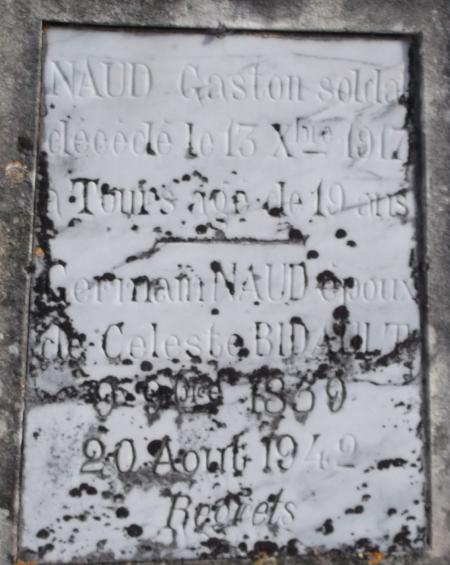 NAUD Gaston soldat
décédé le 13 Xbre 1917
à Tours agé de 19 ans
Germain NAUD époux
de Celeste BIDAULT
9bre 1869
20 Aout 1942
Regrets